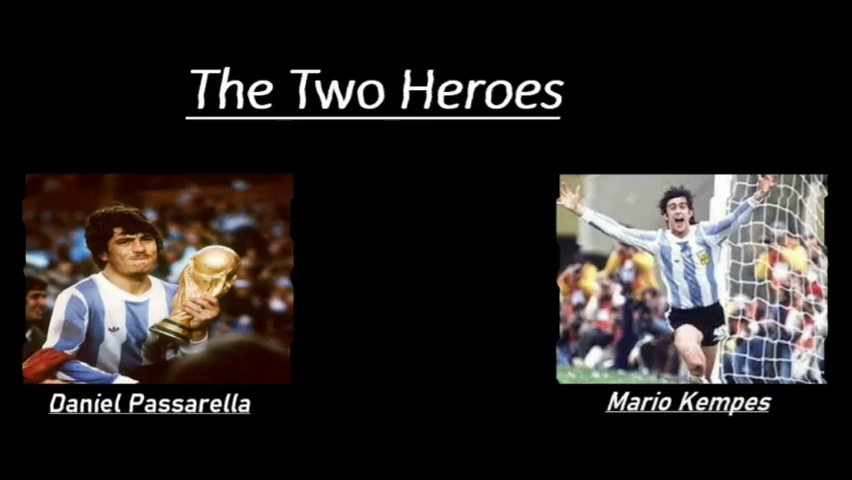 The Two Heroes
Daniel Passarella
Mario Kempes